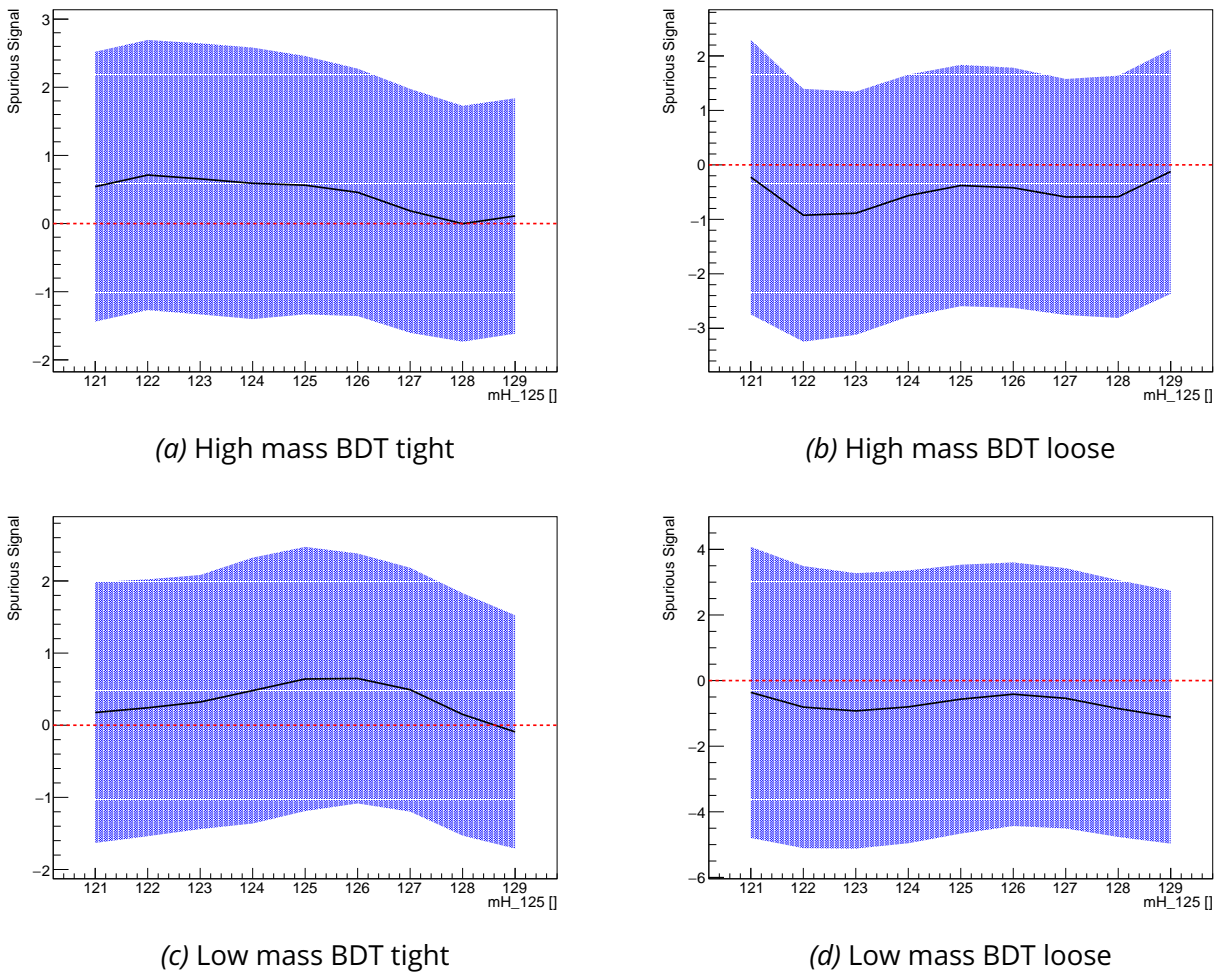 Spurious Signal
3
2
1
0
−1
−2
121 122 123 124 125 126 127 128 129
mH_125 []
(a) High mass BDT tight
Spurious Signal
2
1
0
−1
−2
−3
121 122 123 124 125 126 127 128 129
mH_125 []
(b) High mass BDT loose
Spurious Signal
2
1
0
−1
−2
121 122 123 124 125 126 127 128 129
mH_125 []
(c) Low mass BDT tight
Spurious Signal
4
2
0
−2
−4
−6
121 122 123 124 125 126 127 128 129
mH_125 []
(d) Low mass BDT loose